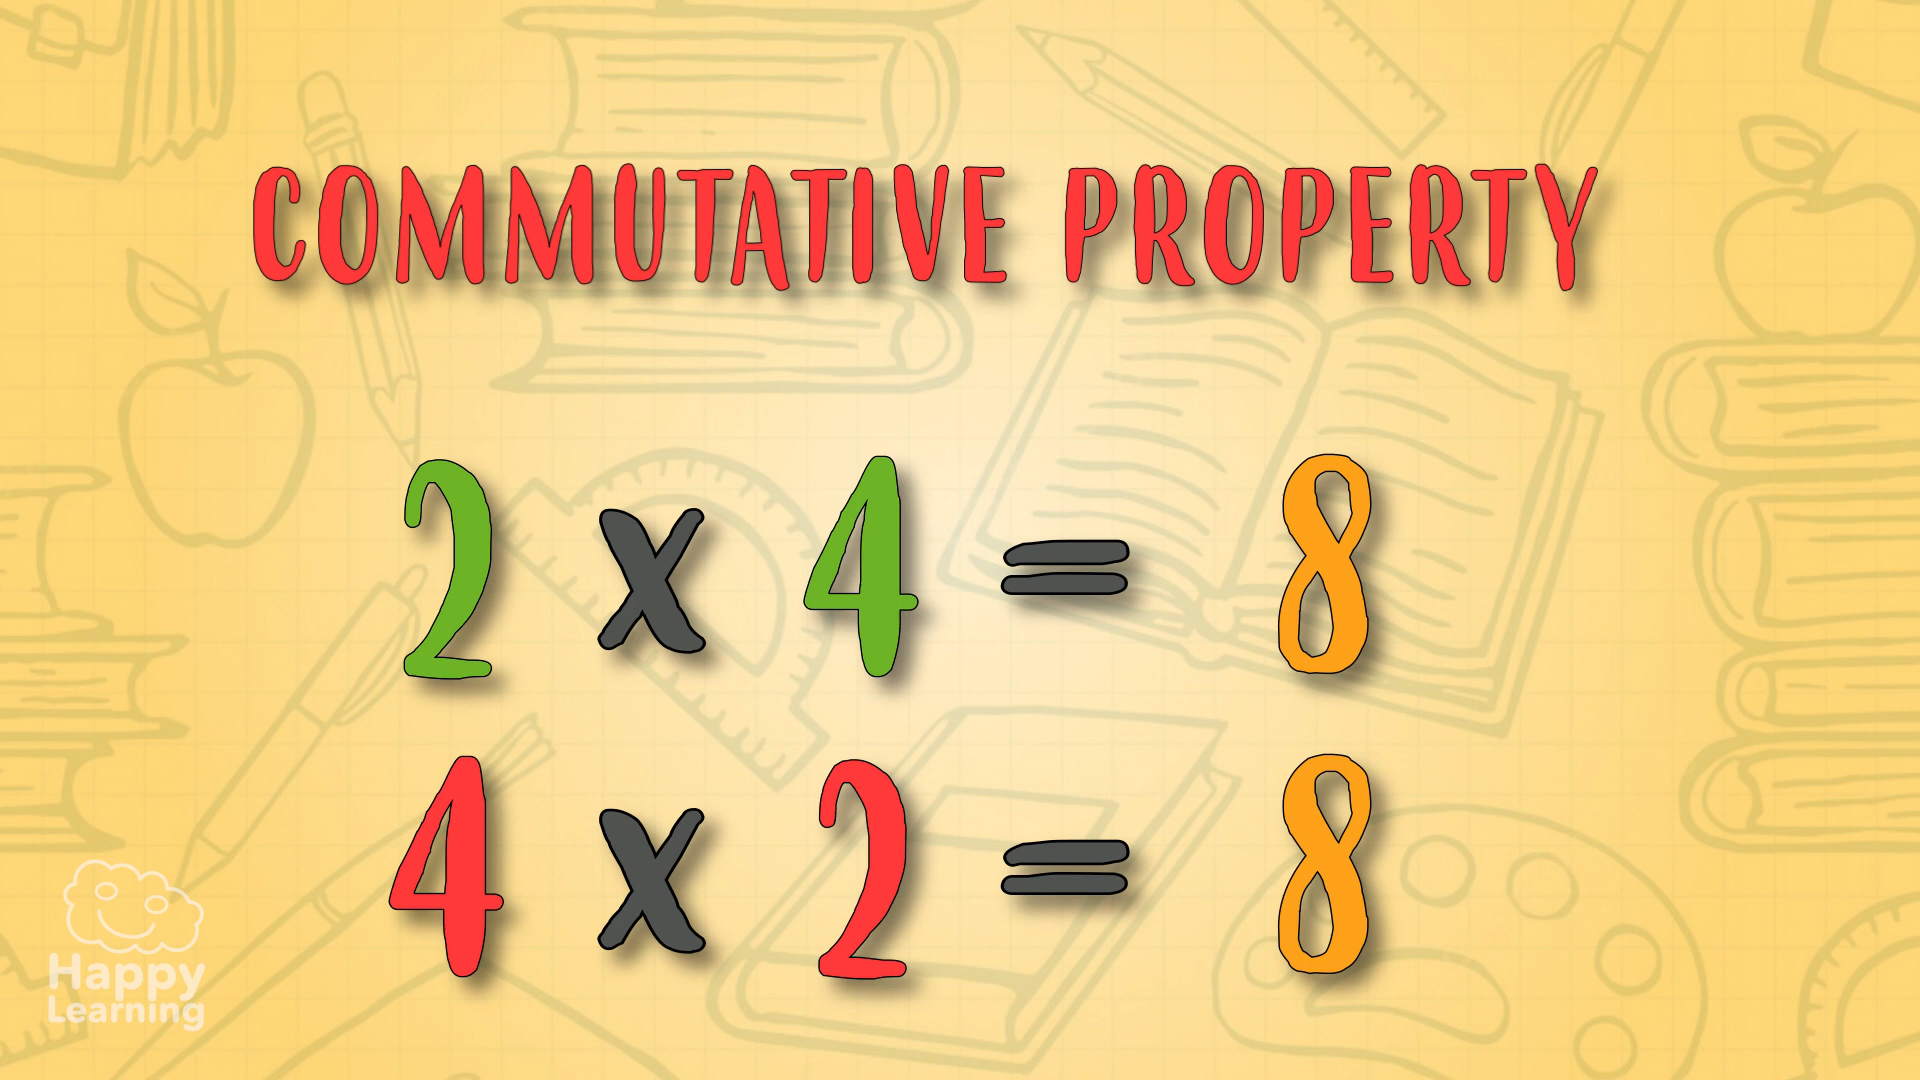 COMMUTATIVE PROPERTY
2 x 4 = 8
4 x 2 = 8
Happy
Learning